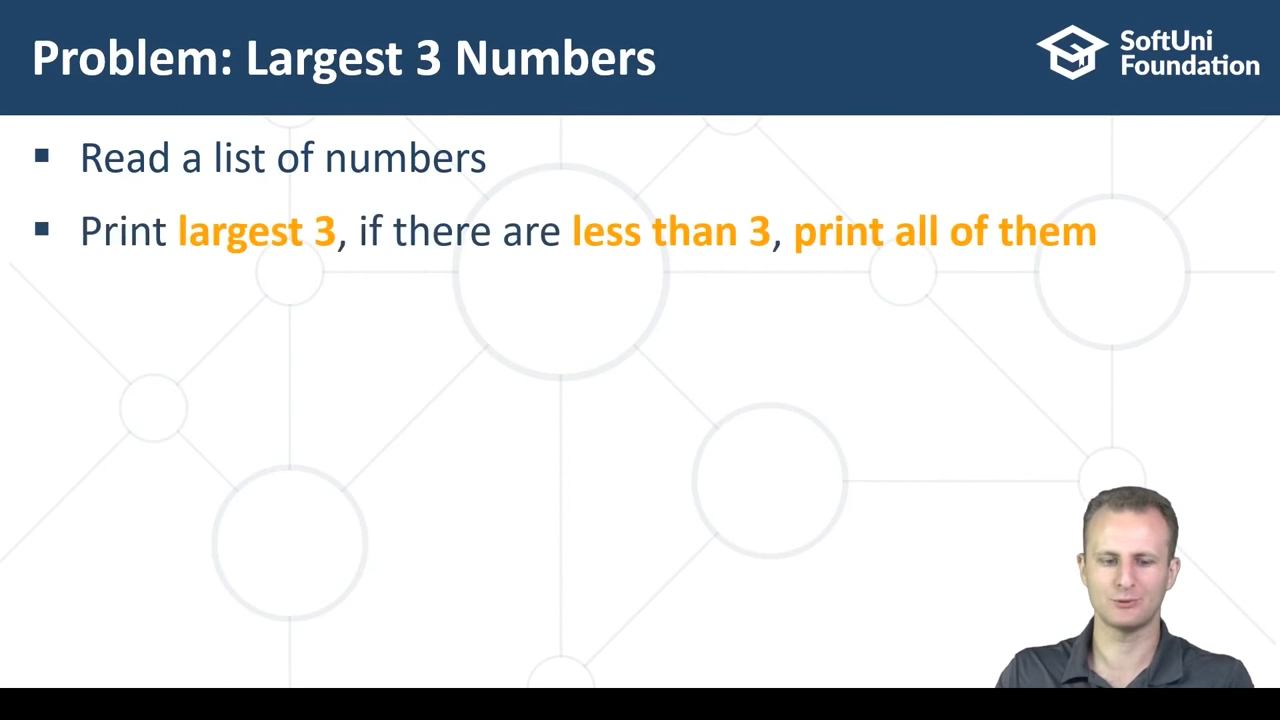 Problem: Largest 3 Numbers
SoftUni
Foundation
▪ Read a list of numbers
▪ Print largest 3, if there are less than 3, print all of them